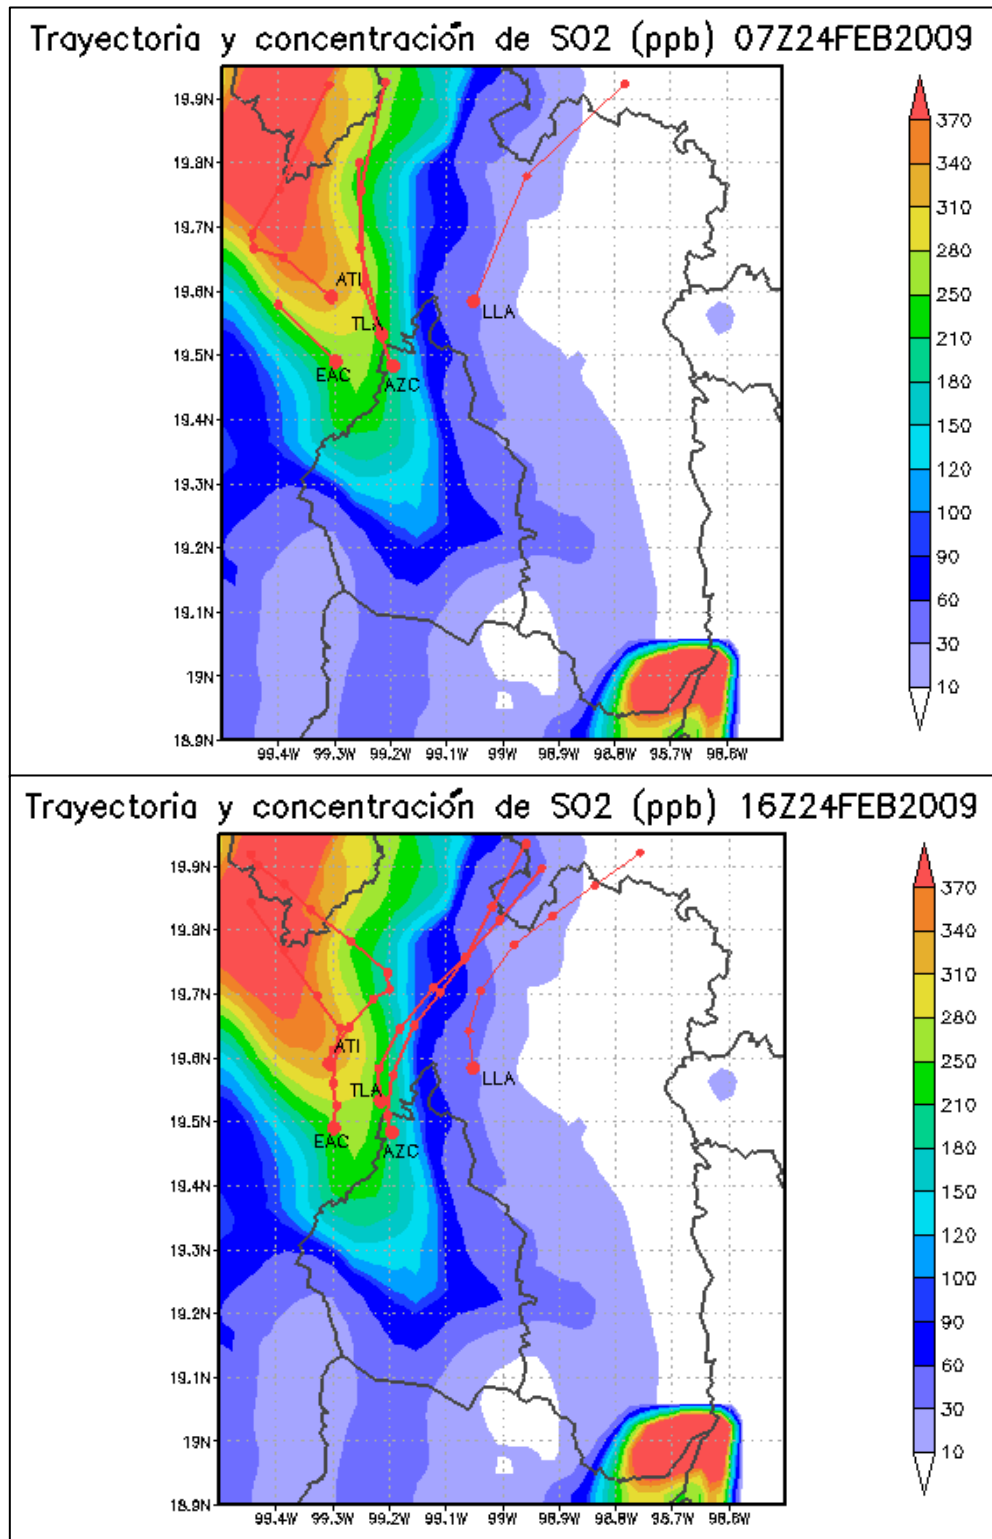 Trayectoria y concentración de SO2 (ppb) 07Z24FEB2009
19.9N
19.8N
19.7N
19.6N
19.5N
19.4N
19.3N
19.2N
19.1N
19N
18.9N
99.4W 99.3W 99.2W 99.1W 99W 98.9W 98.8W 98.7W 98.6W
ATI
TLA
LLA
EAC
AZC
370
340
310
280
250
210
180
150
120
100
90
60
30
10
Trayectoria y concentración de SO2 (ppb) 16Z24FEB2009
19.9N
19.8N
19.7N
19.6N
19.5N
19.4N
19.3N
19.2N
19.1N
19N
18.9N
99.4W 99.3W 99.2W 99.1W 99W 98.9W 98.8W 98.7W 98.6W
ATI
TLA
LLA
EAC
AZC
370
340
310
280
250
210
180
150
120
100
90
60
30
10